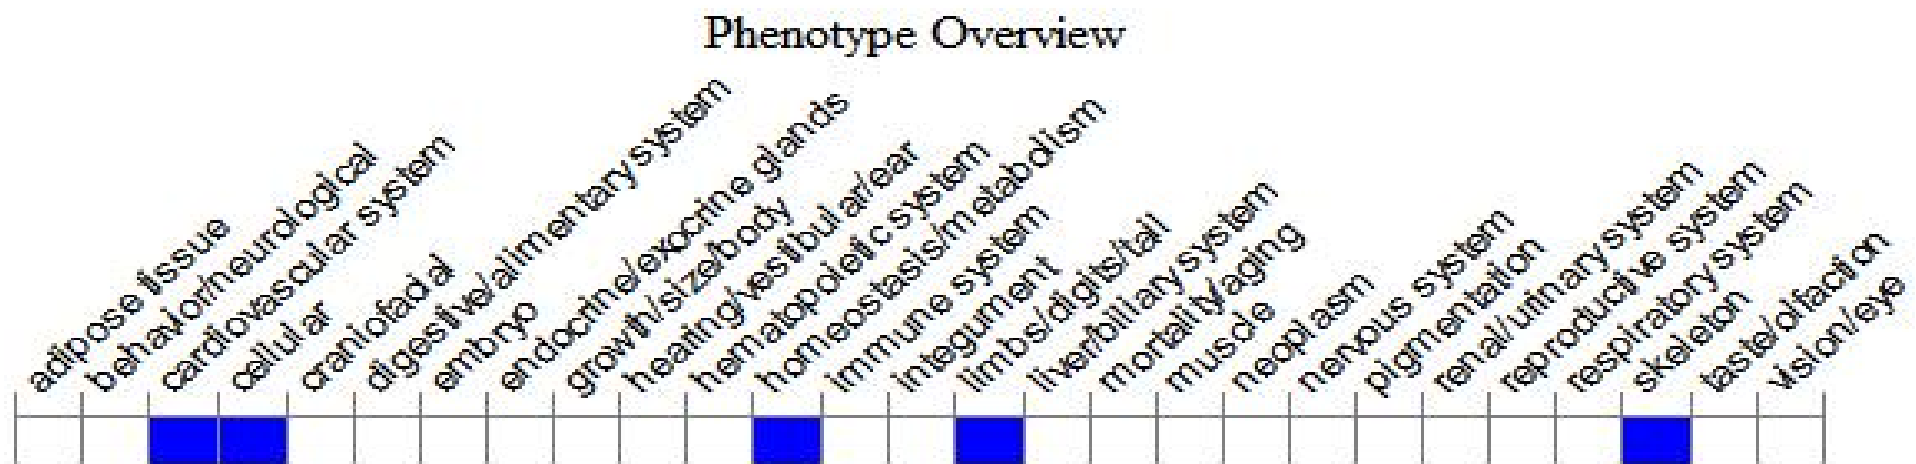 Phenotype Overview
adipose tissue
behavior/neurological
cardiovascular system
cellular
craniofacial
digestive/alimentary system
embryo
endocrine/exocrine glands
growth/size/body
hearing/vestibular/ear
hematopoietic system
homeostasis/metabolism
immune system
integument
limbs/digits/tail
liver/biliary system
mortality/aging
muscle
neoplasm
nervous system
pigmentation
renal/urinary system
reproductive system
respiratory system
skeleton
taste/olfaction
vision/eye